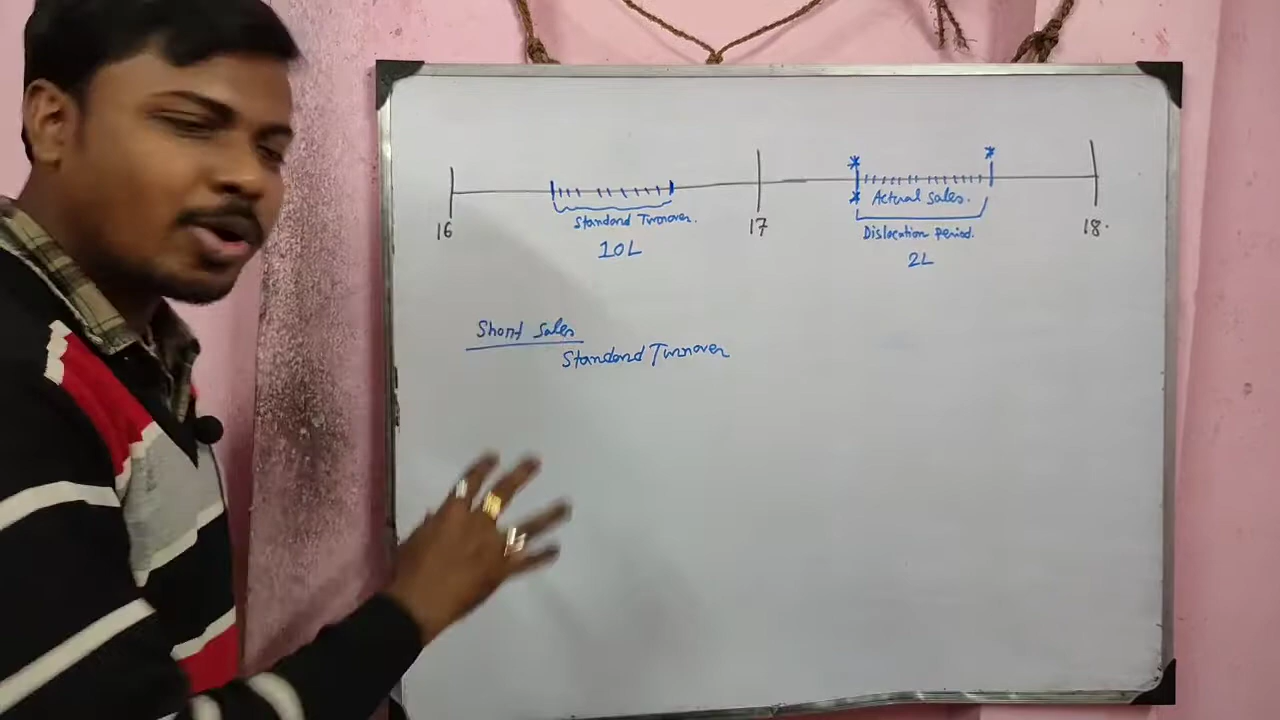 Standard Turnover.
10L
Actual Sales.
Dislocation period.
2L
16
17
18.
Short Sales
Standard Turnover